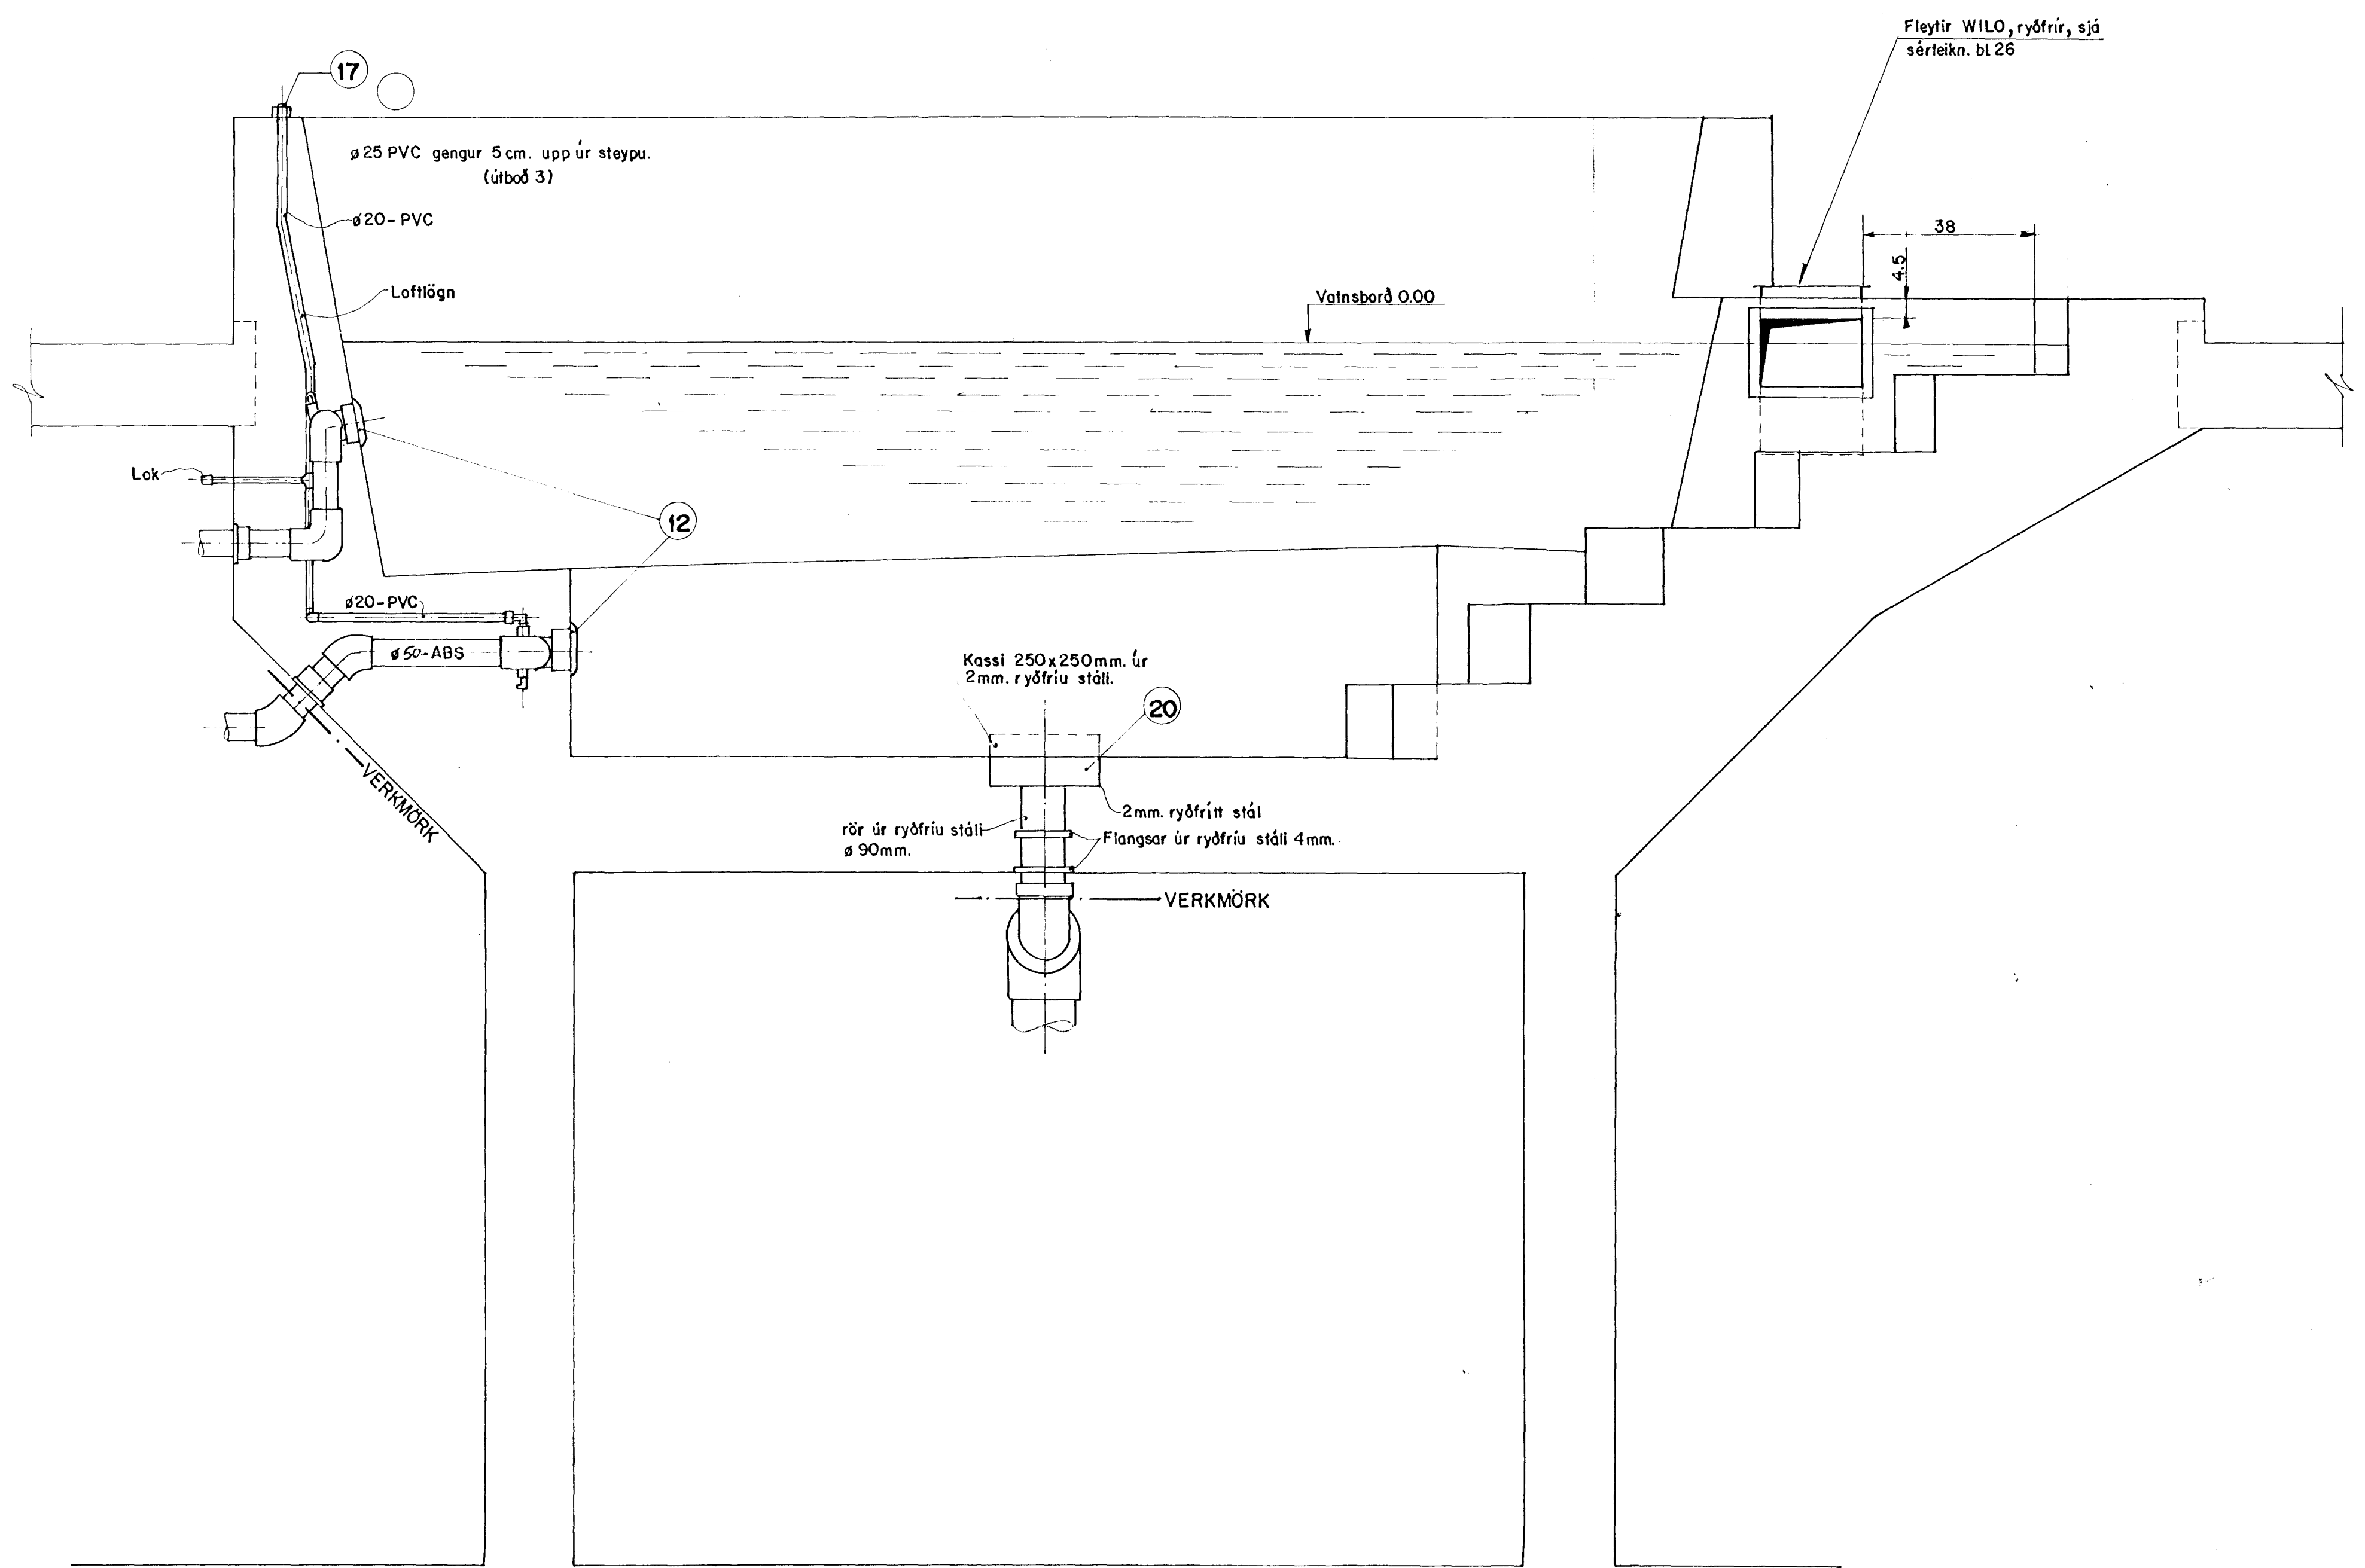 Fleytir WILO, ryðfrír, sjá
sérteikn. bl. 26
17
ø25 PVC gengur 5cm. upp úr steypu.
(útboð 3)
ø20-PVC
38
4.5
Loftlögn
Vatnsborð 0.00
Lok
12
ø20-PVC
ø50-ABS
Kassi 250x250mm. úr
2mm. ryðfríu stáli.
20
VERKMÖRK
2mm. ryðfrítt stál
rör úr ryðfríu stáli
ø 90mm.
Flangsar úr ryðfríu stáli 4mm.
VERKMÖRK